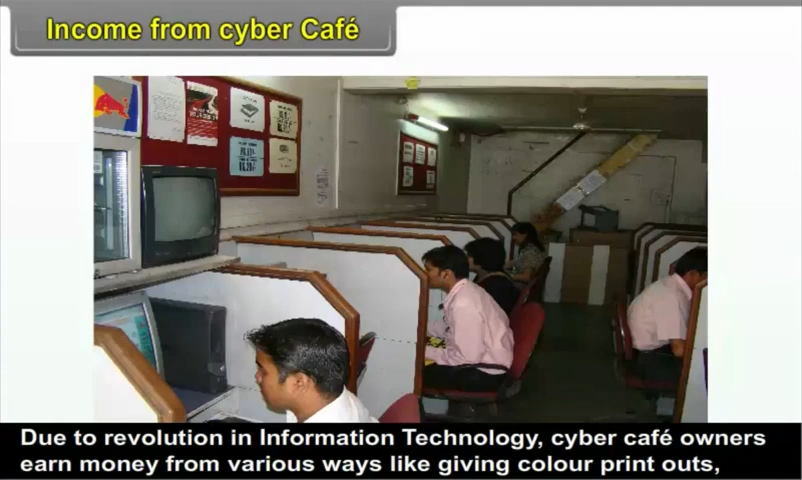 Income from cyber Café
Due to revolution in Information Technology, cyber café owners
earn money from various ways like giving colour print outs,